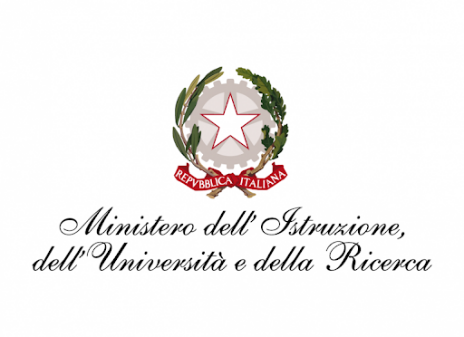 REPVBBLICA ITALIANA
Ministero dell'Istruzione,
dell'Università e della Ricerca